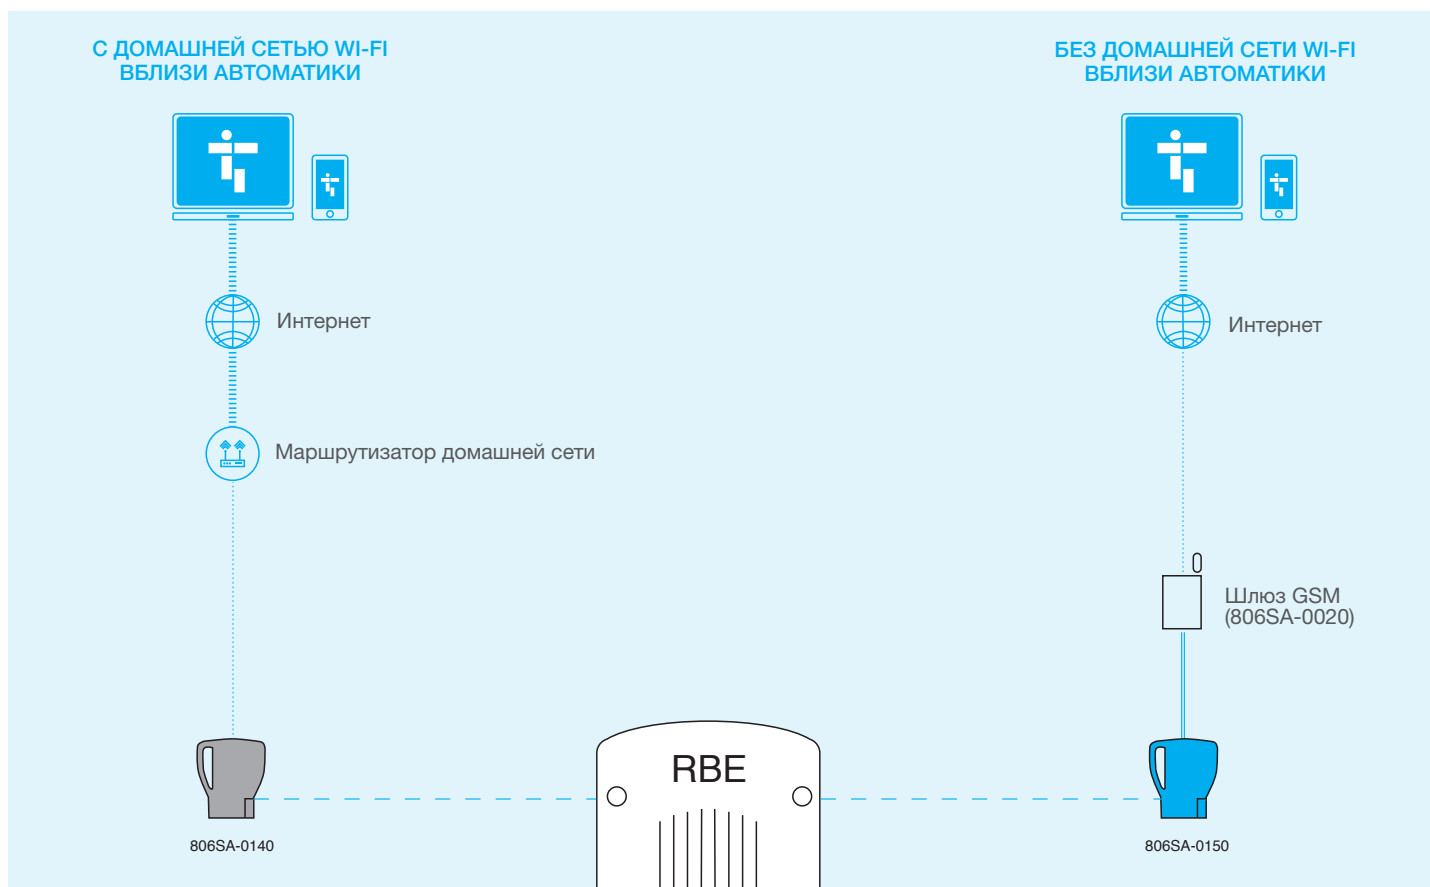 С ДОМАШНЕЙ СЕТЬЮ WI-FI
ВБЛИЗИ АВТОМАТИКИ
БЕЗ ДОМАШНЕЙ СЕТИ WI-FI
ВБЛИЗИ АВТОМАТИКИ
Интернет
Интернет
Маршрутизатор домашней сети
Шлюз GSM
(806SA-0020)
RBE
806SA-0140
806SA-0150